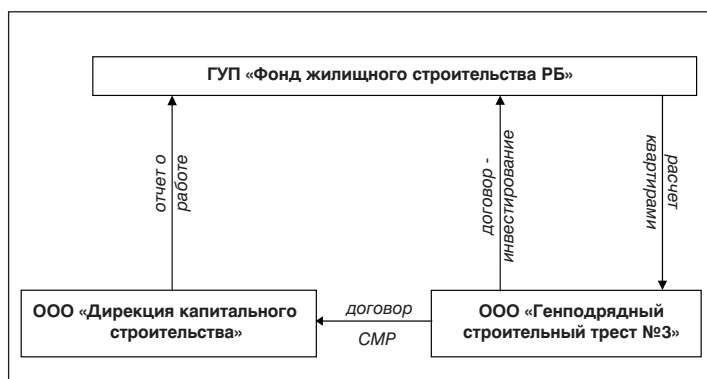 ГУП «Фонд жилищного строительства РБ»
отчет о
работе
договор -
инвестирование
расчет
квартирами
ООО «Дирекция капитального
строительства»
договор
СМР
ООО «Генподрядный
строительный трест №3»